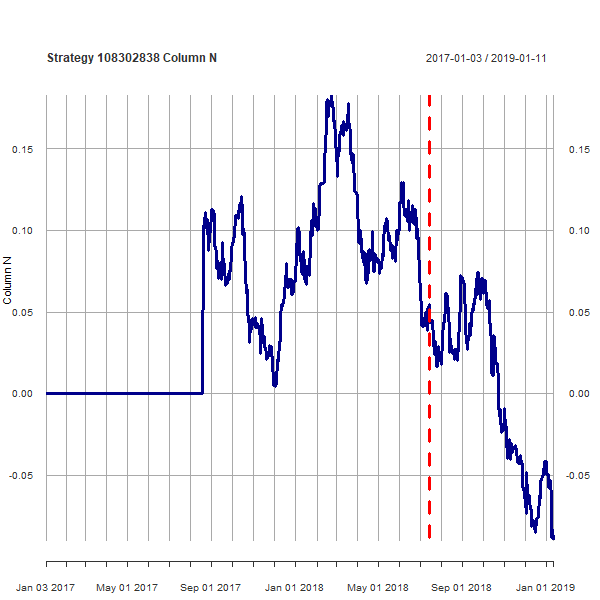 Strategy 108302838 Column N
2017-01-03 / 2019-01-11
0.15 0.15
0.10 0.10
0.05 0.05
0.00 0.00
-0.05 -0.05
Column N
Jan 03 2017 May 01 2017 Sep 01 2017 Jan 01 2018 May 01 2018 Sep 01 2018 Jan 01 2019